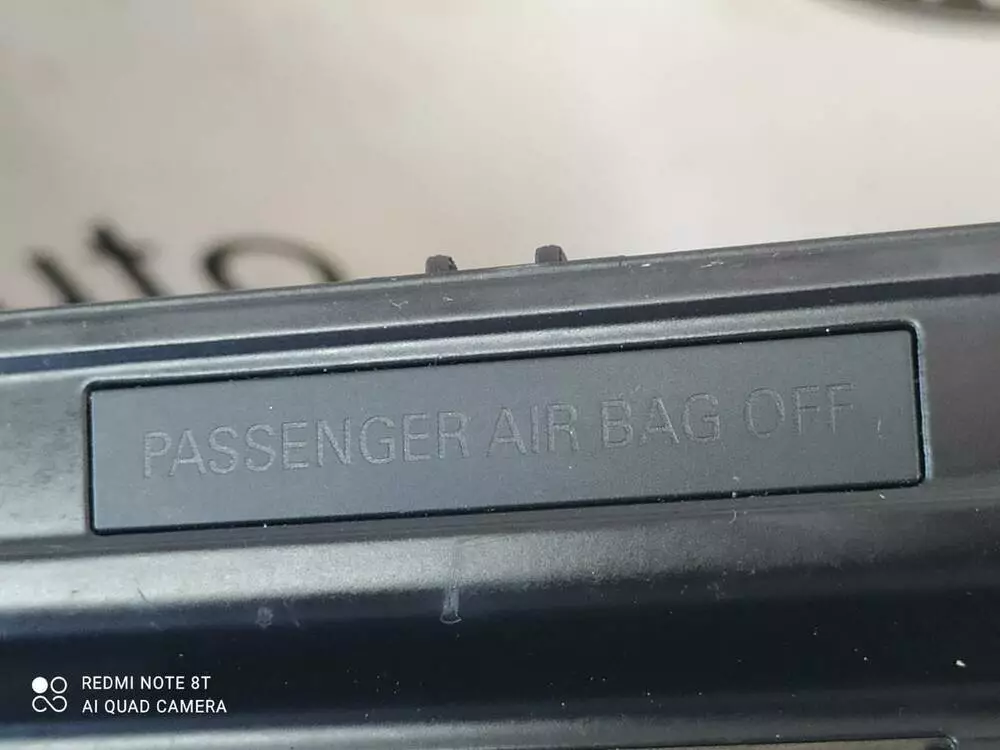 PASSENGER AIR BAG OFF
REDMI NOTE 8T
AI QUAD CAMERA